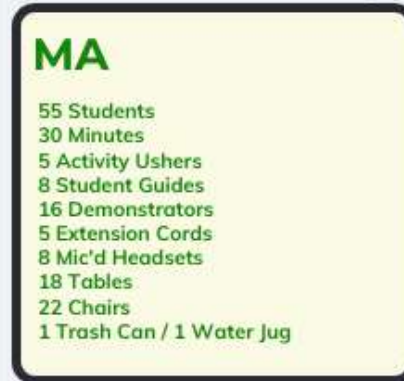 MA
55 Students
30 Minutes
5 Activity Ushers
8 Student Guides
16 Demonstrators
5 Extension Cords
8 Mic'd Headsets
18 Tables
22 Chairs
1 Trash Can / 1 Water Jug